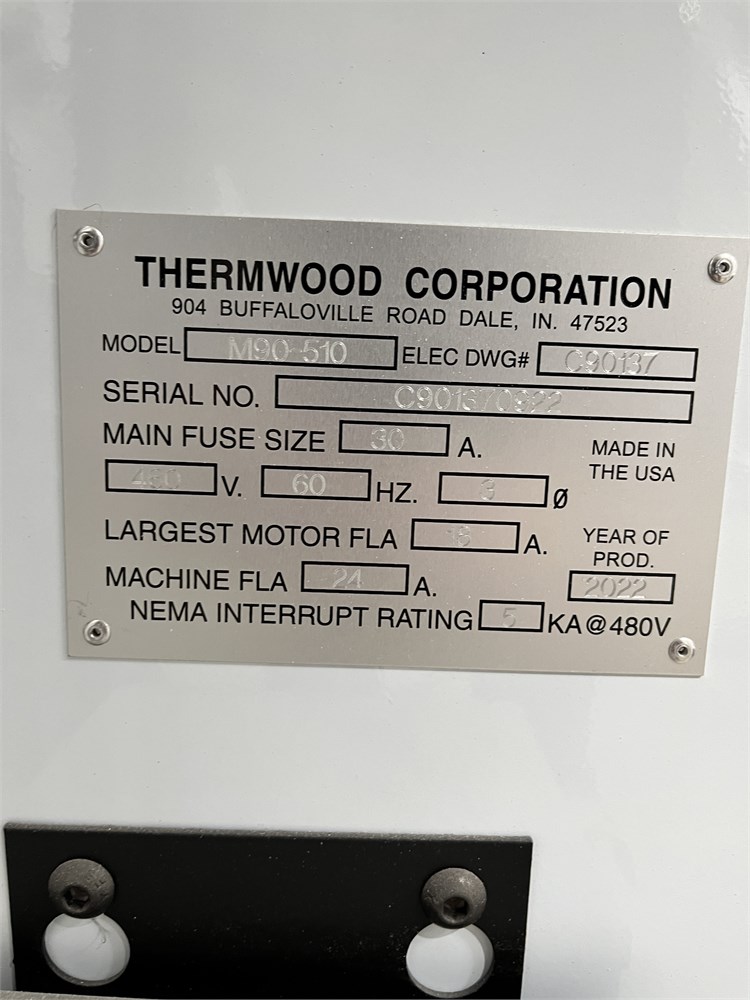 THERMWOOD CORPORATION
904 BUFFALOVILLE ROAD DALE, IN. 47523
MODEL M90-510 ELEC DWG# C90137
SERIAL NO. C901370922
MAIN FUSE SIZE 30 A.
MADE IN
THE USA
V. 60 HZ. 3 Ø
LARGEST MOTOR FLA A.
YEAR OF
PROD.
2022
MACHINE FLA 24 A.
NEMA INTERRUPT RATING 5 KA@480V